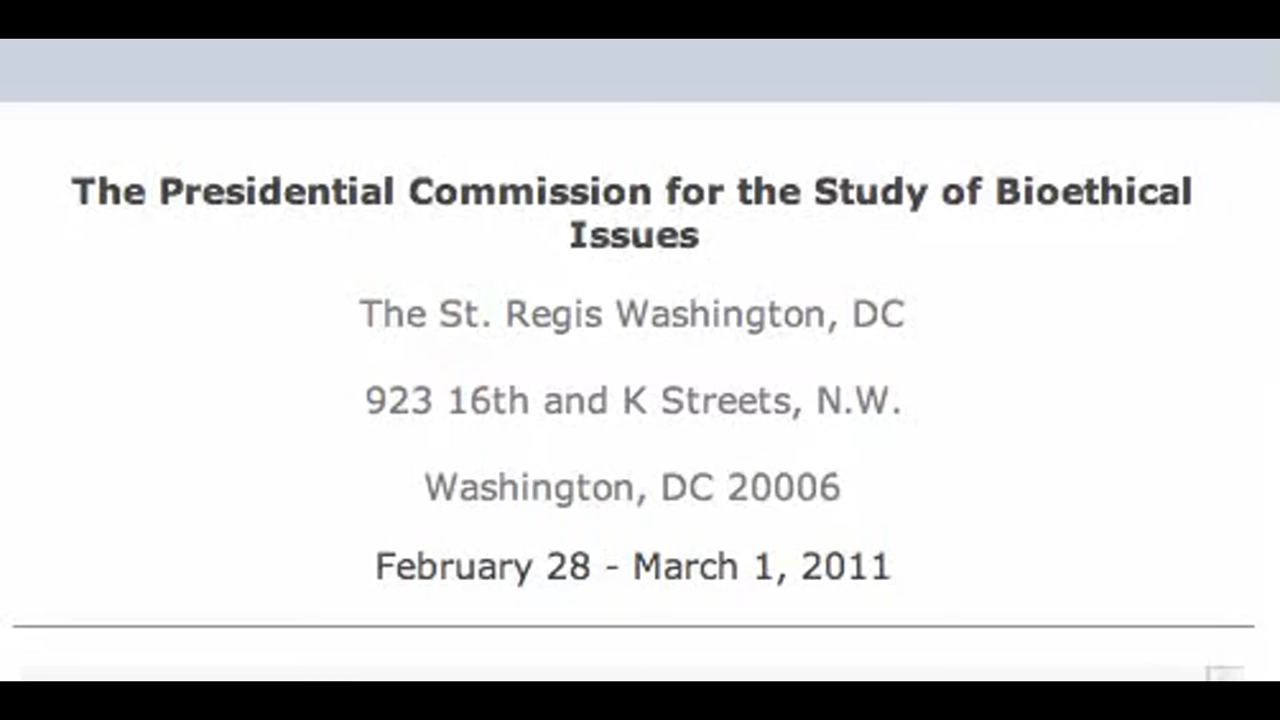 The Presidential Commission for the Study of Bioethical
Issues
The St. Regis Washington, DC
923 16th and K Streets, N.W.
Washington, DC 20006
February 28 - March 1, 2011